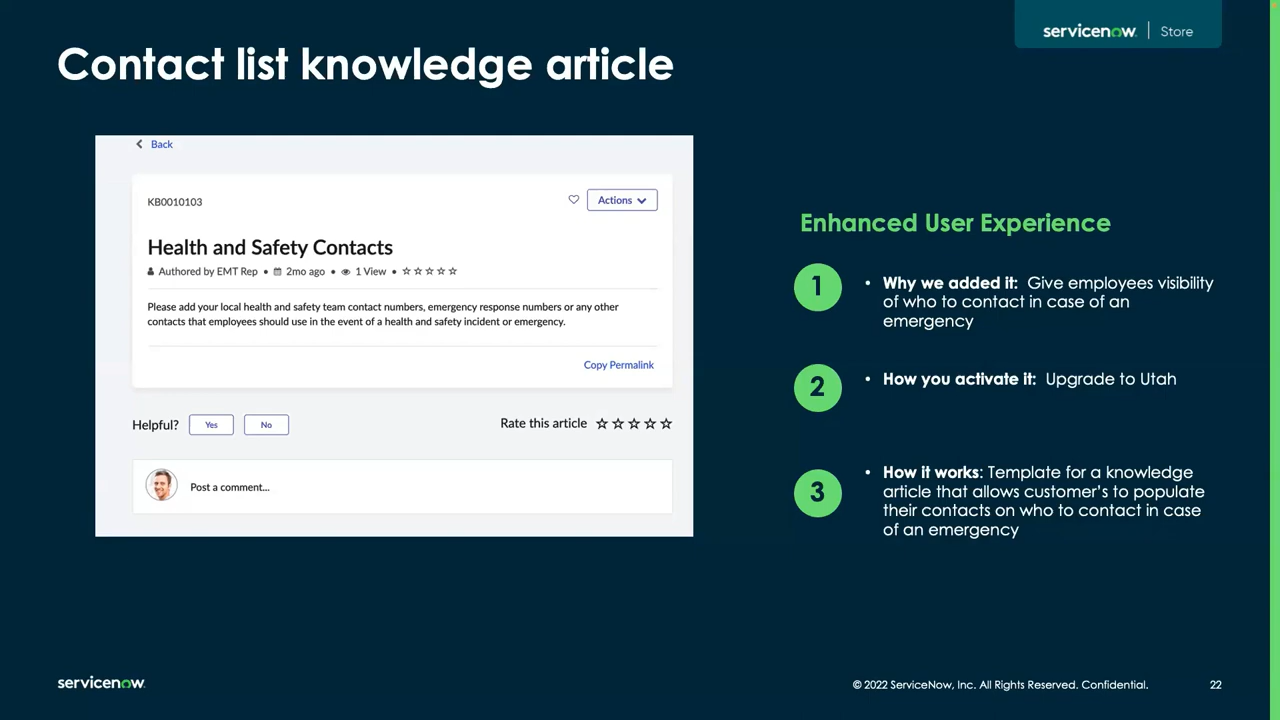 servicenow | Store
Contact list knowledge article
Back
KB0010103
Actions
Health and Safety Contacts
Authored by EMT Rep • 2mo ago • 1 View • ☆☆☆☆☆
Please add your local health and safety team contact numbers, emergency response numbers or any other
contacts that employees should use in the event of a health and safety incident or emergency.
Copy Permalink
Helpful? Yes No
Rate this article ☆☆☆☆☆
Post a comment...
Enhanced User Experience
1
• Why we added it: Give employees visibility
of who to contact in case of an
emergency
2
• How you activate it: Upgrade to Utah
3
• How it works: Template for a knowledge
article that allows customer's to populate
their contacts on who to contact in case
of an emergency
servicenow
© 2022 ServiceNow, Inc. All Rights Reserved. Confidential.
22